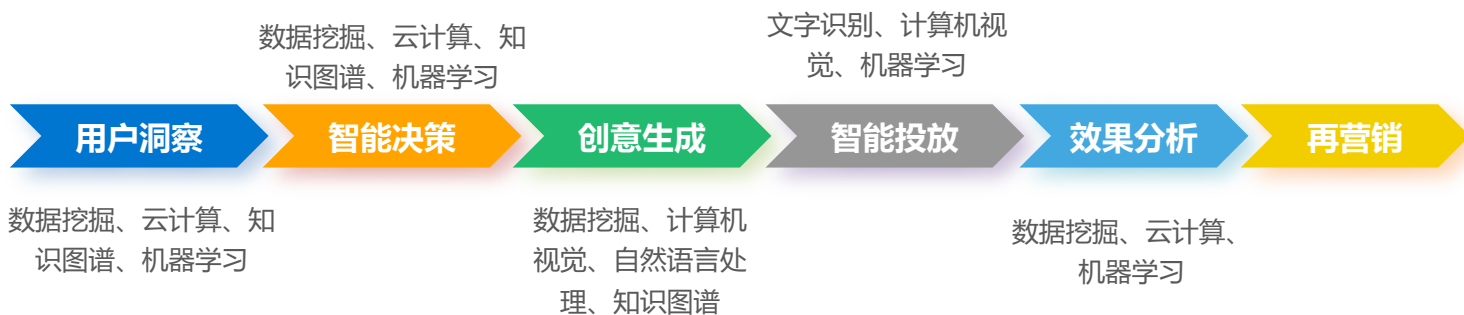 数据挖掘、云计算、知
识图谱、机器学习
文字识别、计算机视
觉、机器学习
用户洞察
智能决策
创意生成
智能投放
效果分析
再营销
数据挖掘、云计算、知
识图谱、机器学习
数据挖掘、计算机
视觉、自然语言处
理、知识图谱
数据挖掘、云计算、
机器学习